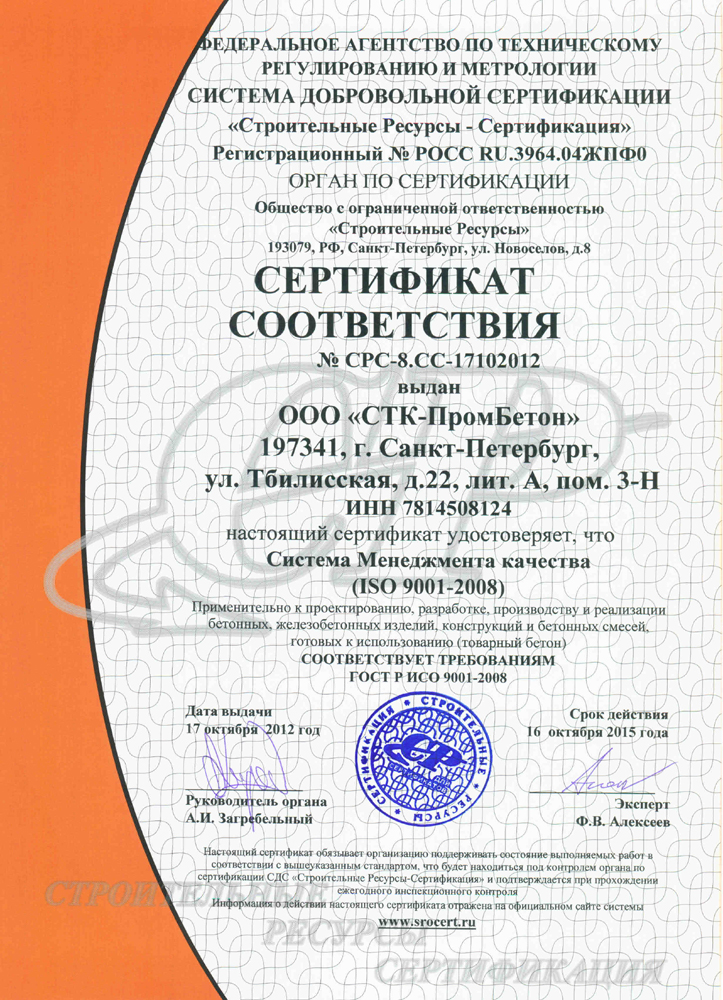 ФЕДЕРАЛЬНОЕ АГЕНТСТВО ПО ТЕХНИЧЕСКОМУ
РЕГУЛИРОВАНИЮ И МЕТРОЛОГИИ
СИСТЕМА ДОБРОВОЛЬНОЙ СЕРТИФИКАЦИИ
«Строительные Ресурсы - Сертификация»
Регистрационный № РОСС RU.3964.04ЖПФ0
ОРГАН ПО СЕРТИФИКАЦИИ
Общество с ограниченной ответственностью
«Строительные Ресурсы»
193079, РФ, Санкт-Петербург, ул. Новоселов, д.8
СЕРТИФИКАТ
СООТВЕТСТВИЯ
№ СРС-8.СС-17102012
выдан
ООО «СТК-ПромБетон»
197341, г. Санкт-Петербург,
ул. Тбилисская, д.22, лит. А, пом. 3-Н
ИНН 7814508124
настоящий сертификат удостоверяет, что
Система Менеджмента качества
(ISO 9001-2008)
Применительно к проектированию, разработке, производству и реализации
бетонных, железобетонных изделий, конструкций и бетонных смесей,
готовых к использованию (товарный бетон)
СООТВЕТСТВУЕТ ТРЕБОВАНИЯМ
ГОСТ Р ИСО 9001-2008
Дата выдачи
17 октября 2012 год
Срок действия
16 октября 2015 года
СТРОИТЕЛЬНЫЕ * РЕСУРСЫ * СЕРТИФИКАЦИЯ *
СР
Руководитель органа
А.И. Загребельный
Эксперт
Ф.В. Алексеев
Настоящий сертификат обязывает организацию поддерживать состояние выполняемых работ в
соответствии с вышеуказанным стандартом, что будет находиться под контролем органа по
сертификации СДС «Строительные Ресурсы-Сертификация» и подтверждается при прохождении
ежегодного инспекционного контроля
Информация о действии настоящего сертификата отражена на официальном сайте системы
www.srocert.ru
СТРОИТЕЛЬНЫЕ
РЕСУРСЫ
СЕРТИФИКАЦИЯ